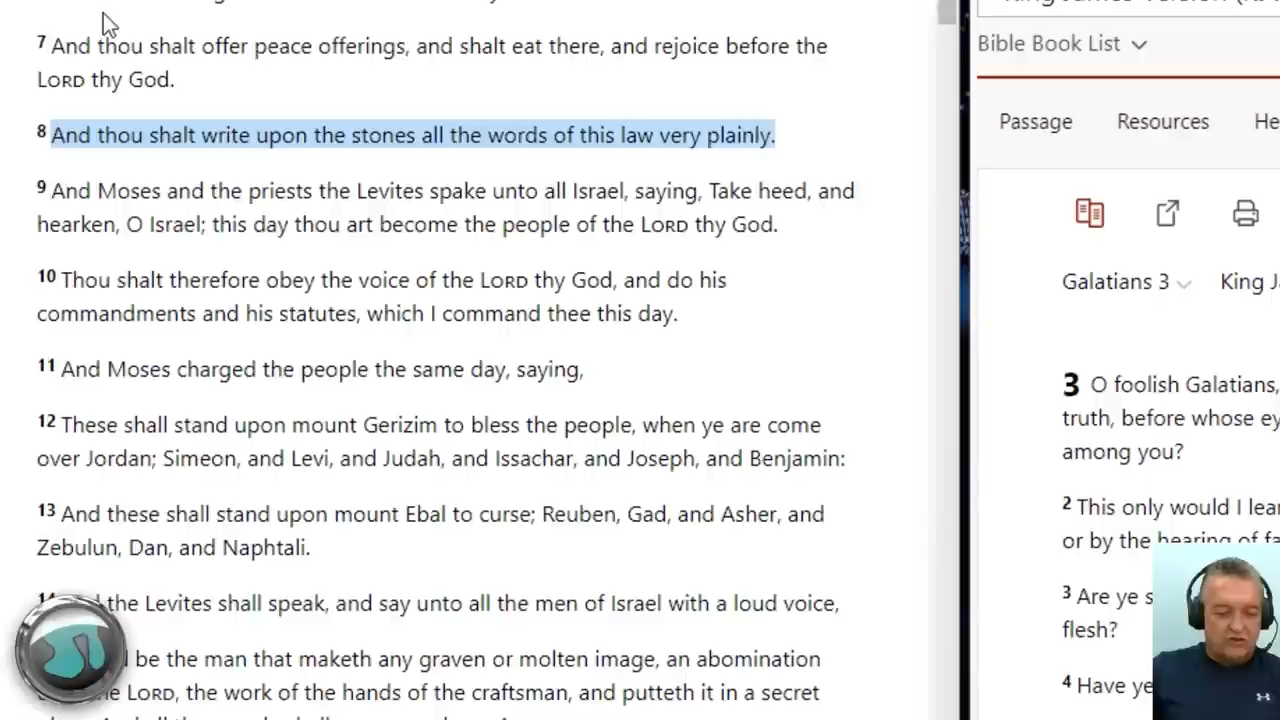 7 And thou shalt offer peace offerings, and shalt eat there, and rejoice before the
LORD thy God.
8 And thou shalt write upon the stones all the words of this law very plainly.
9 And Moses and the priests the Levites spake unto all Israel, saying, Take heed, and
hearken, O Israel; this day thou art become the people of the LORD thy God.
10 Thou shalt therefore obey the voice of the LORD thy God, and do his
commandments and his statutes, which I command thee this day.
11 And Moses charged the people the same day, saying,
12 These shall stand upon mount Gerizim to bless the people, when ye are come
over Jordan; Simeon, and Levi, and Judah, and Issachar, and Joseph, and Benjamin:
13 And these shall stand upon mount Ebal to curse; Reuben, Gad, and Asher, and
Zebulun, Dan, and Naphtali.
the Levites shall speak, and say unto all the men of Israel with a loud voice,
be the man that maketh any graven or molten image, an abomination
LORD, the work of the hands of the craftsman, and putteth it in a secret
Bible Book List
Passage Resources He
Galatians 3 King J
3 O foolish Galatians,
truth, before whose ey
among you?
2 This only would I lear
or by the hearing of fa
3 Are ye s
flesh?
4 Have ye